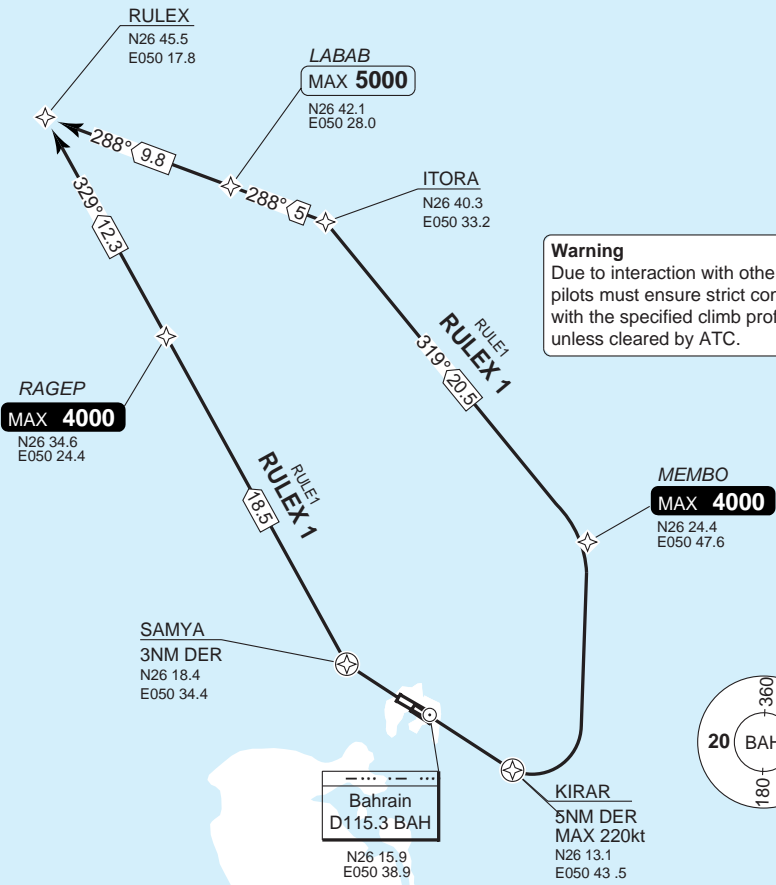 RULEX
N26 45.5
E050 17.8
LABAB
MAX 5000
N26 42.1
E050 28.0
288° 9.8
288° 5
ITORA
N26 40.3
E050 33.2
329° 12.3
Warning
Due to interaction with othe
pilots must ensure strict con
with the specified climb prof
unless cleared by ATC.
RULE1
RULEX 1
319° 20.5
RAGEP
MAX 4000
N26 34.6
E050 24.4
RULE1
RULEX 1
18.5
MEMBO
MAX 4000
N26 24.4
E050 47.6
SAMYA
3NM DER
N26 18.4
E050 34.4
360
20 BAH
180
Bahrain
D115.3 BAH
N26 15.9
E050 38.9
KIRAR
5NM DER
MAX 220kt
N26 13.1
E050 43 .5